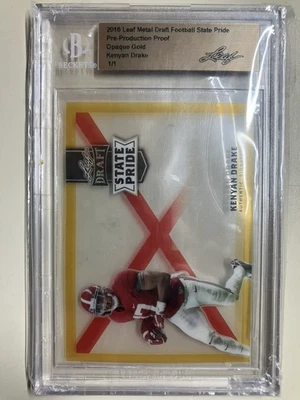 BECKETT
2016 Leaf Metal Draft Football State Pride
Pre-Production Proof
Opaque Gold
Kenyan Drake
1/1
Leaf
Leaf
DRAFT
STATE
PRIDE
KENYAN DRAKE
17